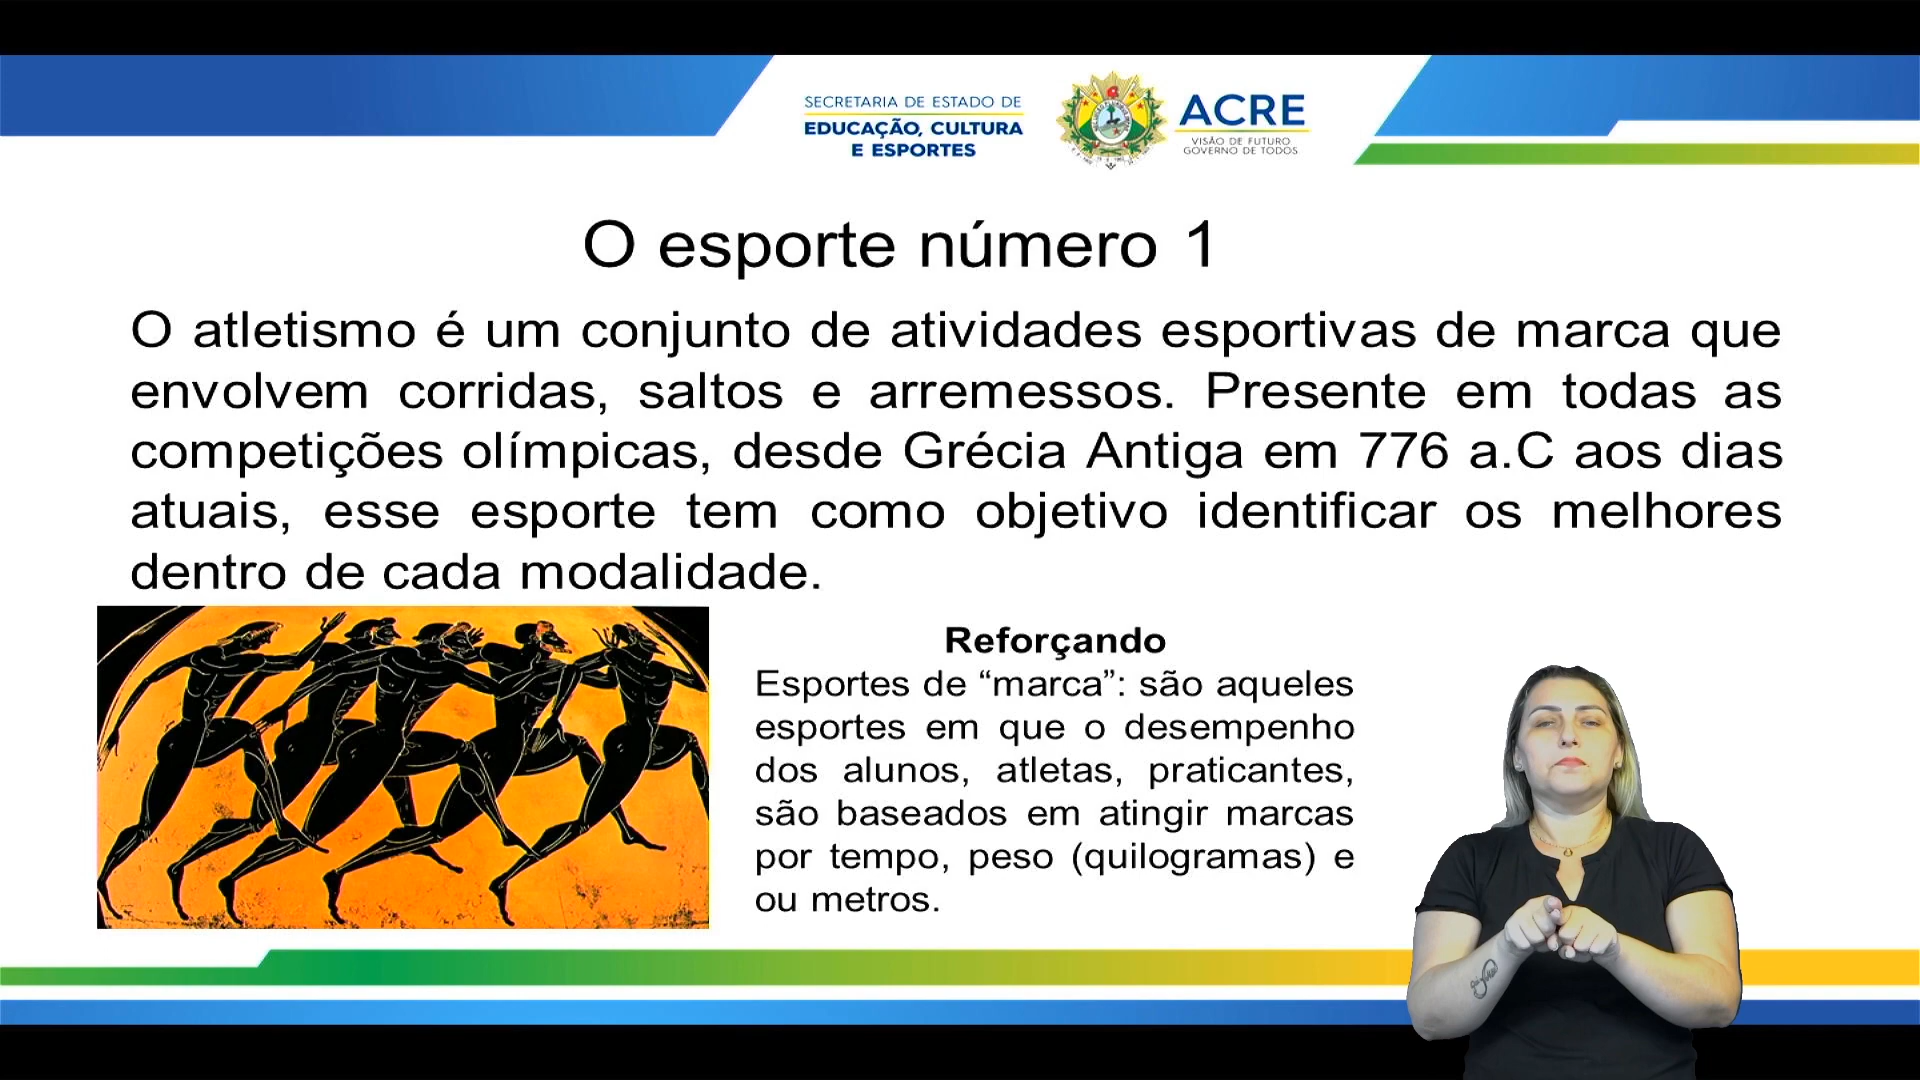 SECRETARIA DE ESTADO DE
EDUCAÇÃO, CULTURA
E ESPORTES
ACRE
VISÃO DE FUTURO
GOVERNO DE TODOS
O esporte número 1
O atletismo é um conjunto de atividades esportivas de marca que
envolvem corridas, saltos e arremessos. Presente em todas as
competições olímpicas, desde Grécia Antiga em 776 a.C aos dias
atuais, esse esporte tem como objetivo identificar os melhores
dentro de cada modalidade.
Reforçando
Esportes de “marca”: são aqueles
esportes em que o desempenho
dos alunos, atletas, praticantes,
são baseados em atingir marcas
por tempo, peso (quilogramas) e
ou metros.